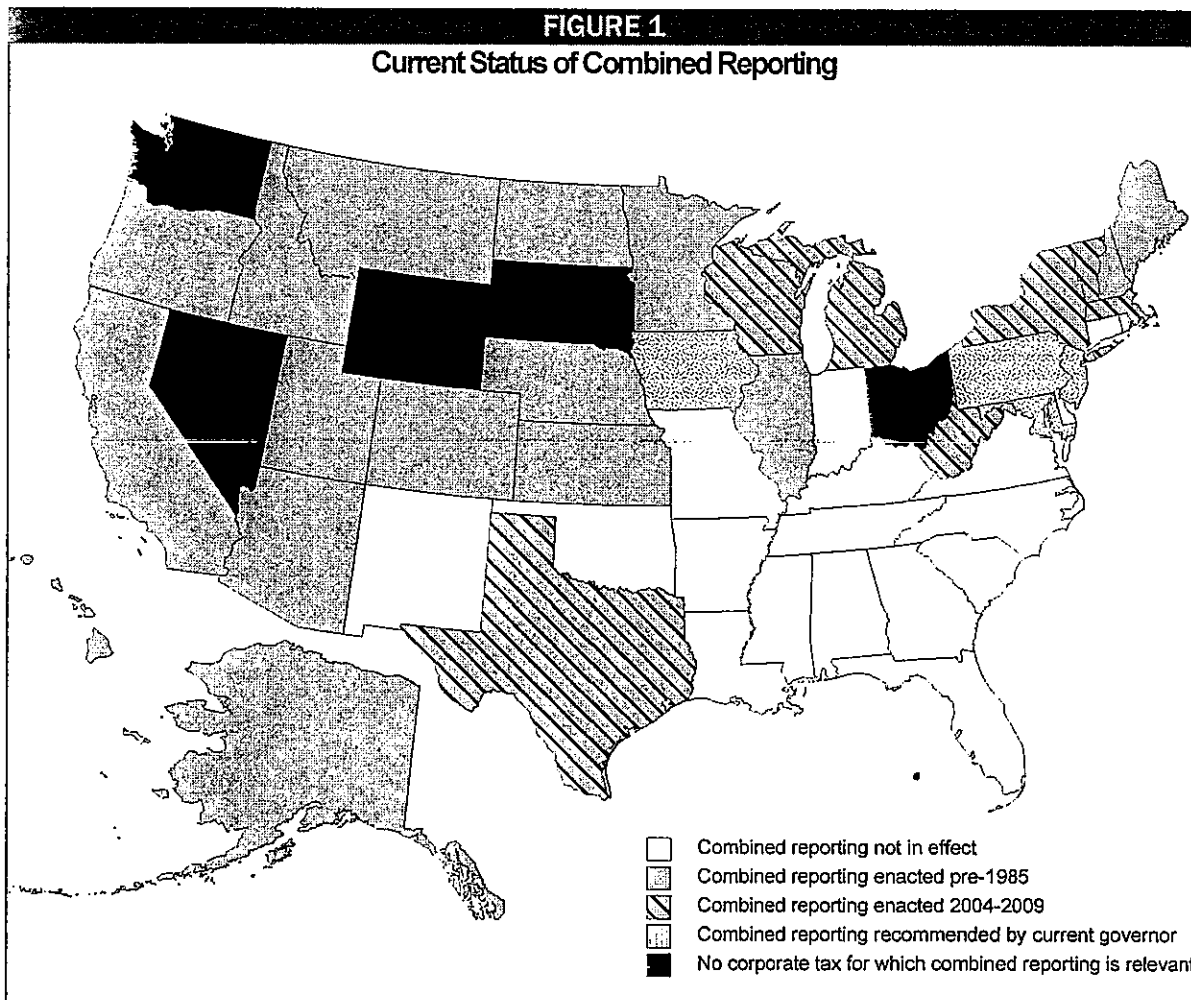 FIGURE 1
Current Status of Combined Reporting
Combined reporting not in effect
Combined reporting enacted pre-1985
Combined reporting enacted 2004-2009
Combined reporting recommended by current governor
No corporate tax for which combined reporting is relevant